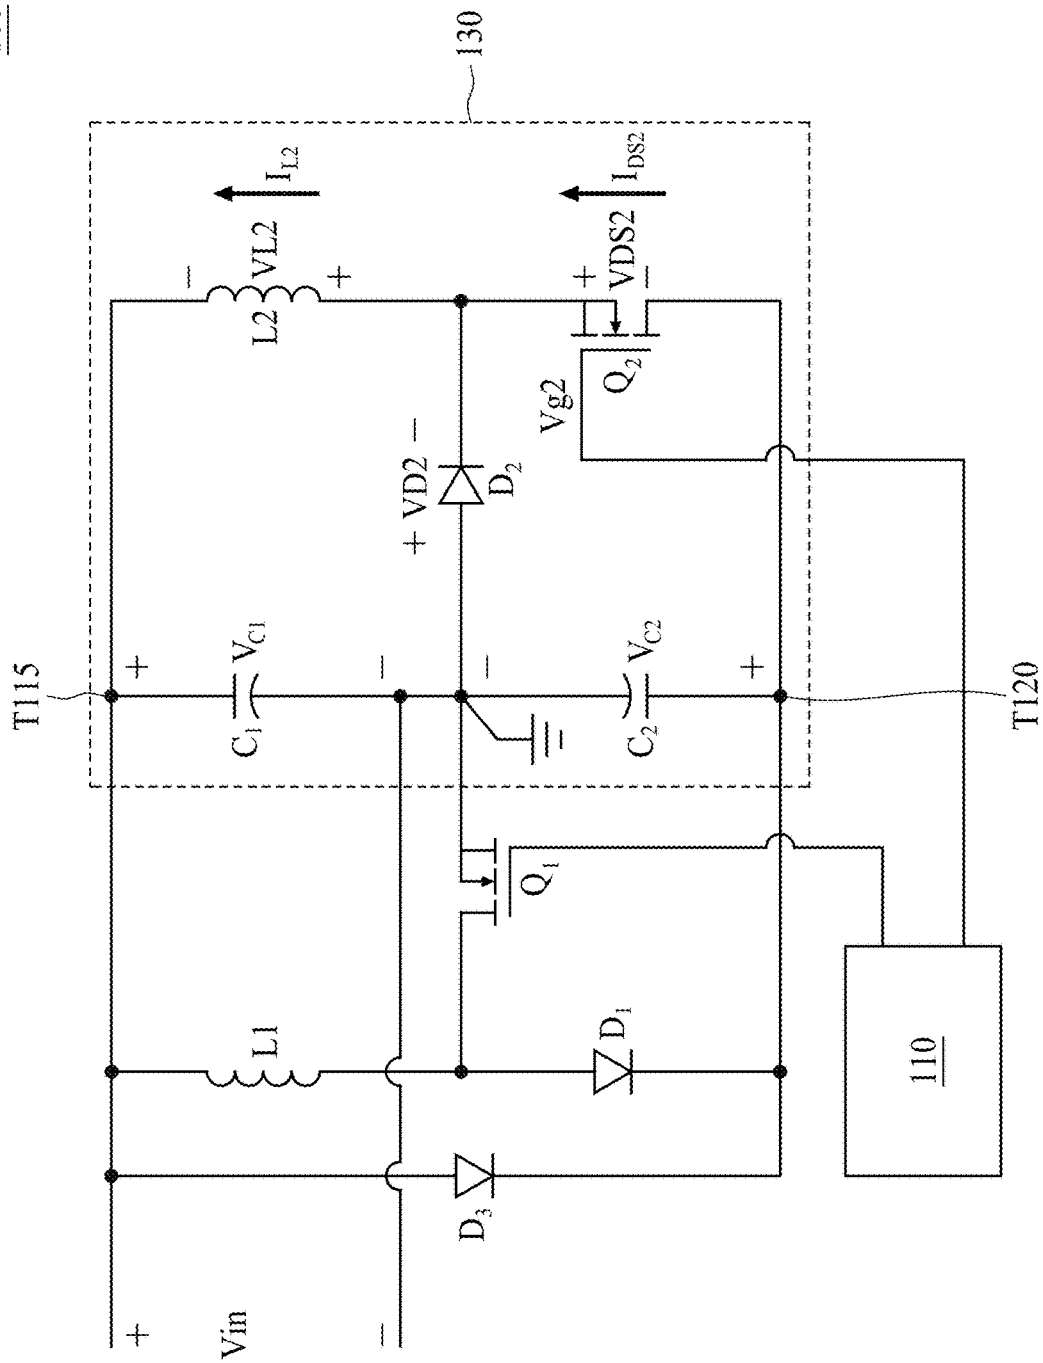 130
T115
+
V_C1
−
C₁
−
V_C2
+
C₂
T120
−
VL2
+
L2
I_L2
I_DS2
+
VDS2
−
Q₂
Vg2
+ VD2 −
D₂
Q₁
L1
D₁
D₃
110
+
Vin
−